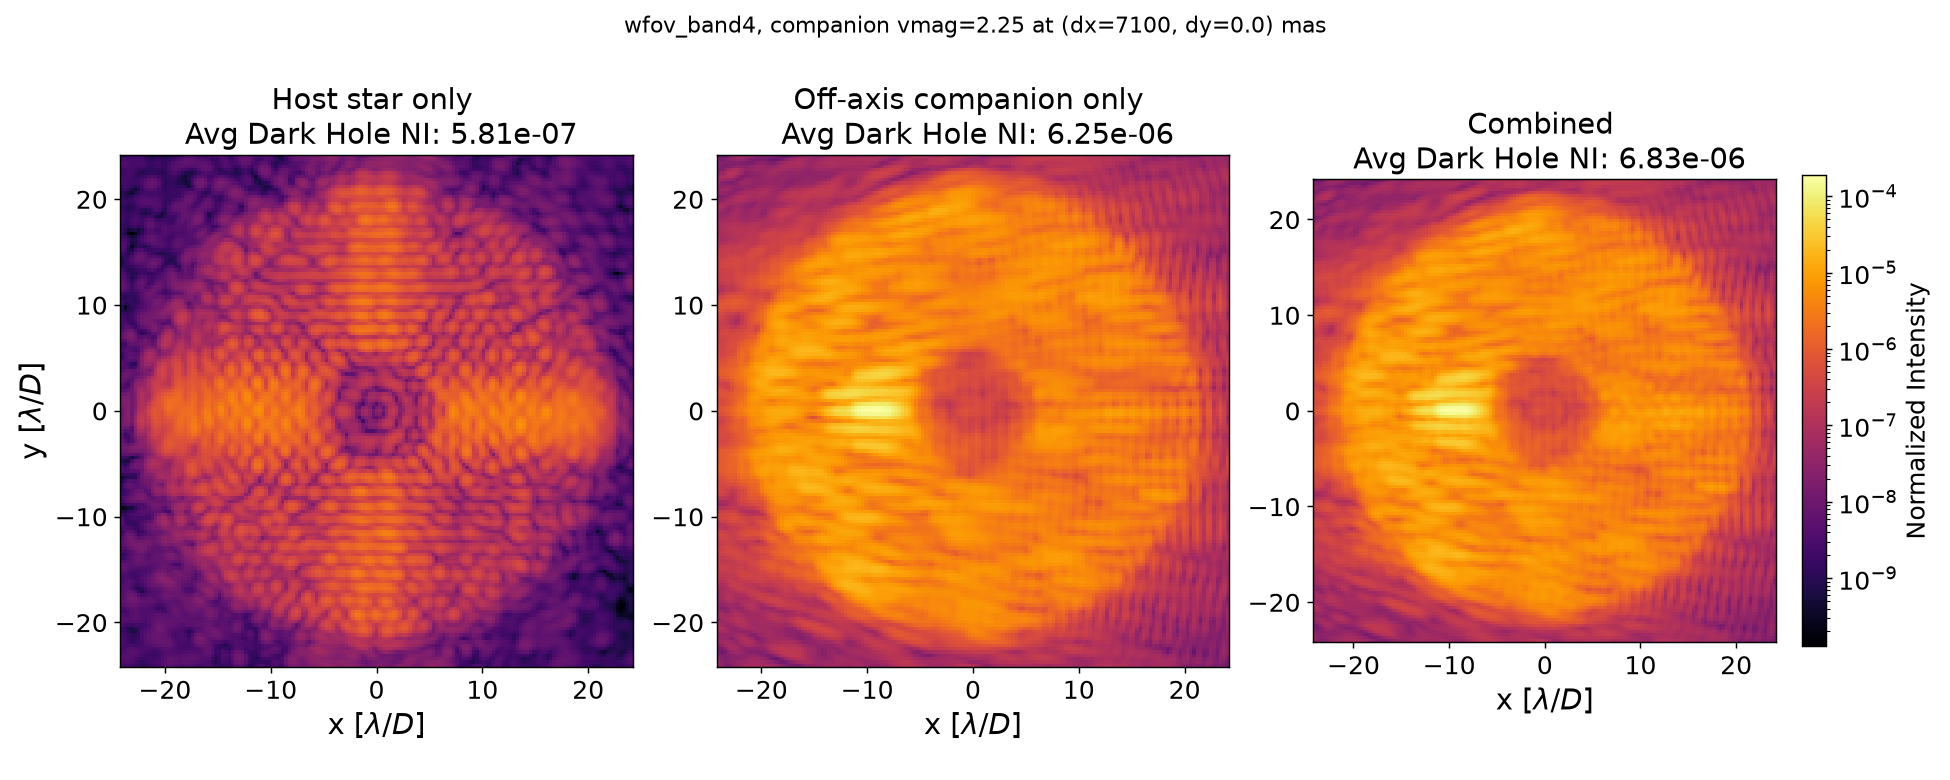 wfov_band4, companion vmag=2.25 at (dx=7100, dy=0.0) mas
Host star only
Avg Dark Hole NI: 5.81e-07
Off-axis companion only
Avg Dark Hole NI: 6.25e-06
Combined
Avg Dark Hole NI: 6.83e-06
y [λ/D]
20
10
0
−10
−20
−20 −10 0 10 20
x [λ/D]
20
10
0
−10
−20
−20 −10 0 10 20
x [λ/D]
20
10
0
−10
−20
−20 −10 0 10 20
x [λ/D]
10⁻⁴
10⁻⁵
10⁻⁶
10⁻⁷
10⁻⁸
10⁻⁹
Normalized Intensity